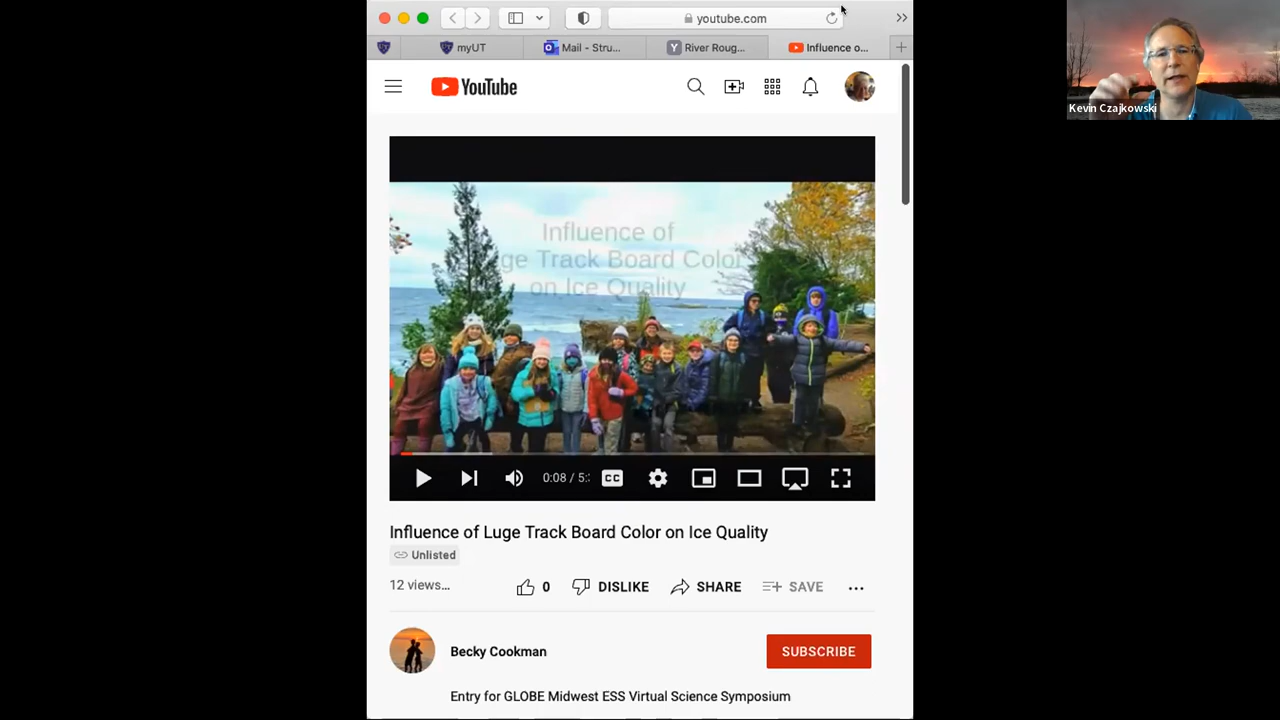 youtube.com
myUT
Mail - Stru...
River Roug...
Influence o...
YouTube
Kevin Czajkowski
Influence of
Luge Track Board Color
on Ice Quality
0:08 / 5:
CC
Influence of Luge Track Board Color on Ice Quality
Unlisted
12 views...
0
DISLIKE
SHARE
SAVE
Becky Cookman
SUBSCRIBE
Entry for GLOBE Midwest ESS Virtual Science Symposium